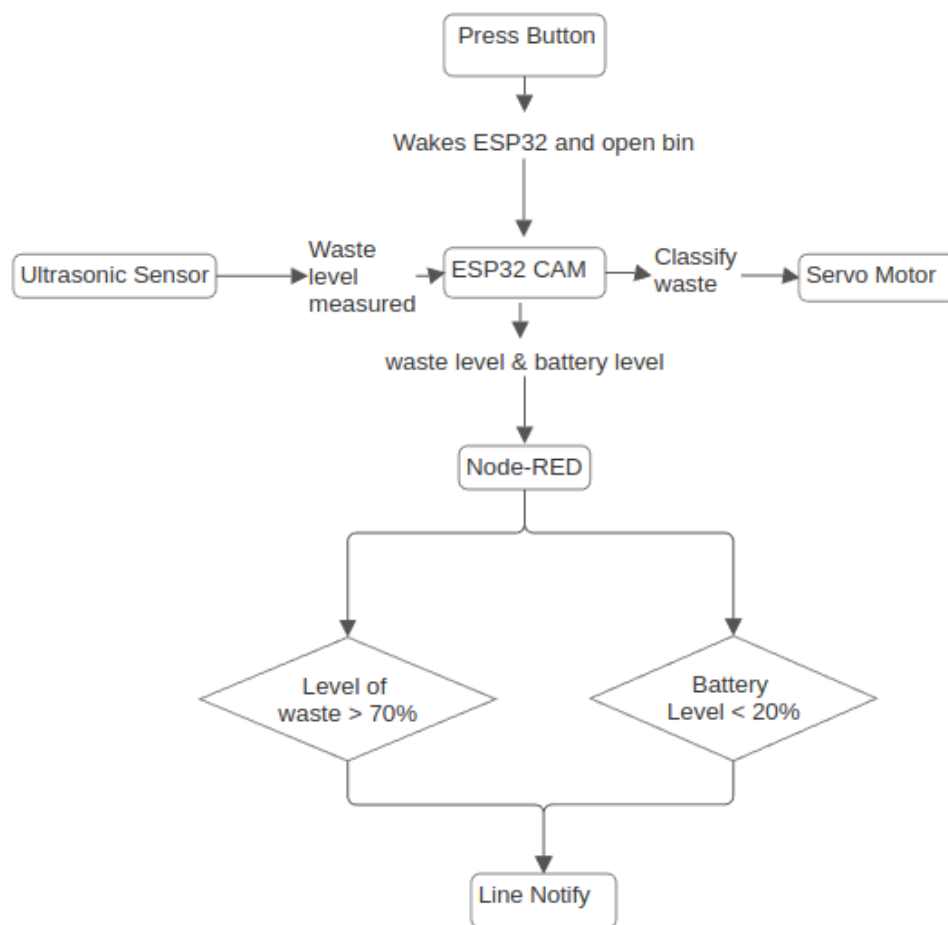 Press Button
Wakes ESP32 and open bin
Ultrasonic Sensor
Waste
level
measured
ESP32 CAM
Classify
waste
Servo Motor
waste level & battery level
Node-RED
Level of
waste > 70%
Battery
Level < 20%
Line Notify